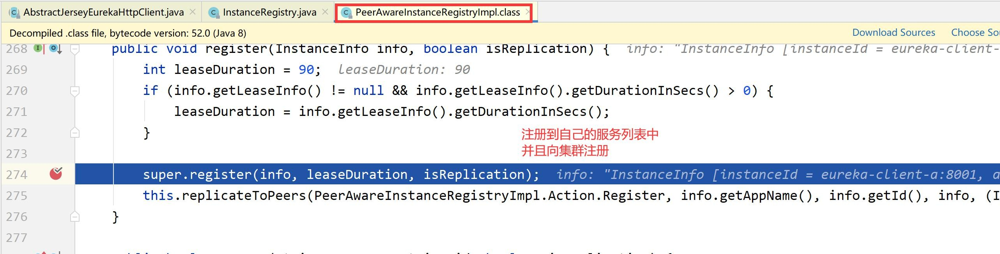 AbstractJerseyEurekaHttpClient.java InstanceRegistry.java PeerAwareInstanceRegistryImpl.class
Decompiled .class file, bytecode version: 52.0 (Java 8) Download Sources Choose So
268 public void register(InstanceInfo info, boolean isReplication) { info: "InstanceInfo [instanceId = eureka-client-
269 int leaseDuration = 90; leaseDuration: 90
270 if (info.getLeaseInfo() != null && info.getLeaseInfo().getDurationInSecs() > 0) {
271 leaseDuration = info.getLeaseInfo().getDurationInSecs();
272 }
注册到自己的服务列表中
273
并且向集群注册
274 super.register(info, leaseDuration, isReplication); info: "InstanceInfo [instanceId = eureka-client-a:8001, a
275 this.replicateToPeers(PeerAwareInstanceRegistryImpl.Action.Register, info.getAppName(), info.getId(), info, (I
276 }
277